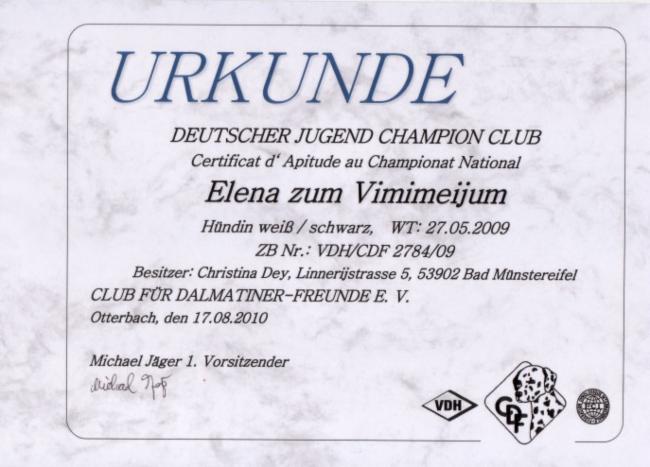 URKUNDE
DEUTSCHER JUGEND CHAMPION CLUB
Certificat d' Apitude au Championat National
Elena zum Vimimeijum
Hündin weiß / schwarz, WT: 27.05.2009
ZB Nr.: VDH/CDF 2784/09
Besitzer: Christina Dey, Linnerijstrasse 5, 53902 Bad Münstereifel
CLUB FÜR DALMATINER-FREUNDE E. V.
Otterbach, den 17.08.2010
Michael Jäger 1. Vorsitzender
VDH
CDF